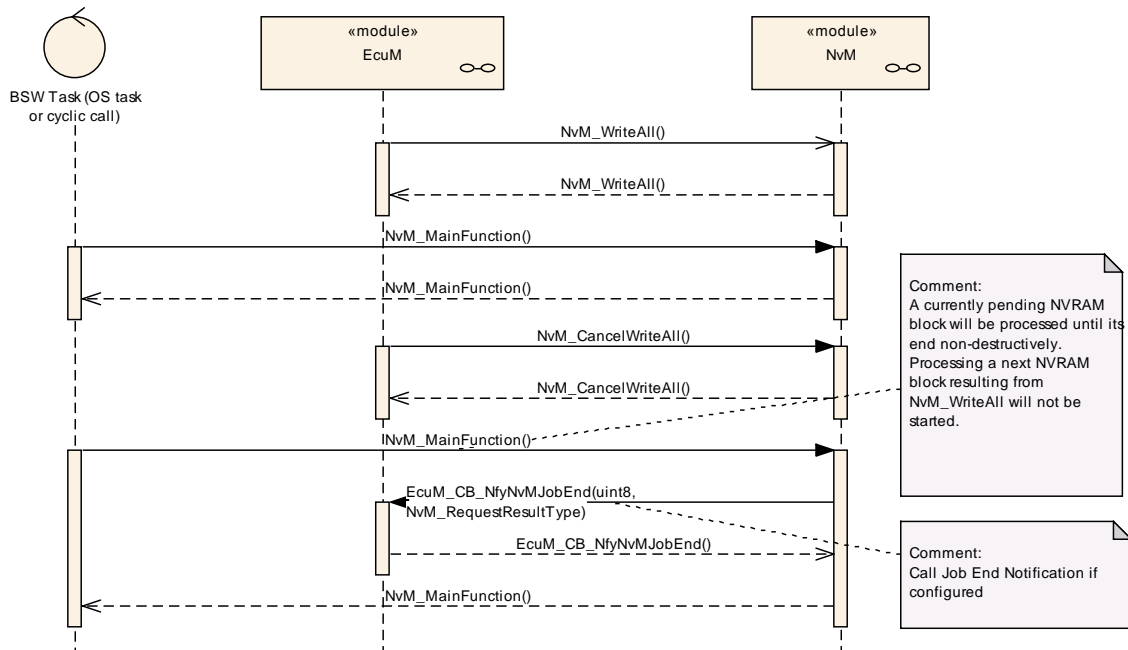 «module»
EcuM
«module»
NvM
BSW Task (OS task
or cyclic call)
NvM_WriteAll()
NvM_WriteAll()
NvM_MainFunction()
NvM_MainFunction()
NvM_CancelWriteAll()
NvM_CancelWriteAll()
NvM_MainFunction()
EcuM_CB_NfyNvMJobEnd(uint8,
NvM_RequestResultType)
EcuM_CB_NfyNvMJobEnd()
NvM_MainFunction()
Comment:
A currently pending NVRAM
block will be processed until its
end non-destructively.
Processing a next NVRAM
block resulting from
NvM_WriteAll will not be
started.
Comment:
Call Job End Notification if
configured